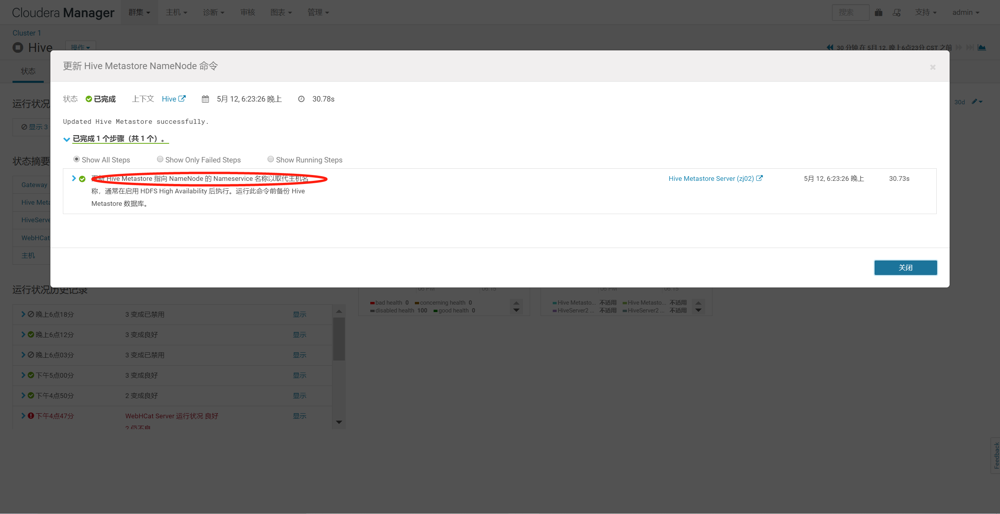 Cloudera Manager 群集 主机 诊断 审核 图表 管理 搜索 支持 admin
Cluster 1
Hive 操作 30 分钟 在 5月 12, 晚上6点23分 CST 之前
状态
更新 Hive Metastore NameNode 命令
状态 已完成 上下文 Hive 5月 12, 6:23:26 晚上 30.78s
运行状况 30d
Updated Hive Metastore successfully.
显示 3
已完成 1 个步骤（共 1 个）。
状态摘要
Show All Steps Show Only Failed Steps Show Running Steps
更新 Hive Metastore 指向 NameNode 的 Nameservice 名称以取代主机名 Hive Metastore Server (zj02) 5月 12, 6:23:26 晚上 30.73s
称，通常在启用 HDFS High Availability 后执行。运行此命令前备份 Hive
Metastore 数据库。
Gateway
Hive Meta
HiveServe
WebHCat
主机
关闭
运行状况历史记录
06 PM 06:15 06 PM 06:15
bad health 0 concerning health 0 Hive Metasto... 不适用 Hive Metasto... 不适用
disabled health 100 good health 0 HiveServer2 ... 不适用 HiveServer2 ... 不适用
晚上6点18分 3 变成已禁用 显示
晚上6点12分 3 变成良好 显示
晚上6点03分 3 变成已禁用 显示
下午5点00分 3 变成良好 显示
下午4点50分 2 变成良好 显示
下午4点47分 WebHCat Server 运行状况 良好 显示
2 仍不良
Feedback